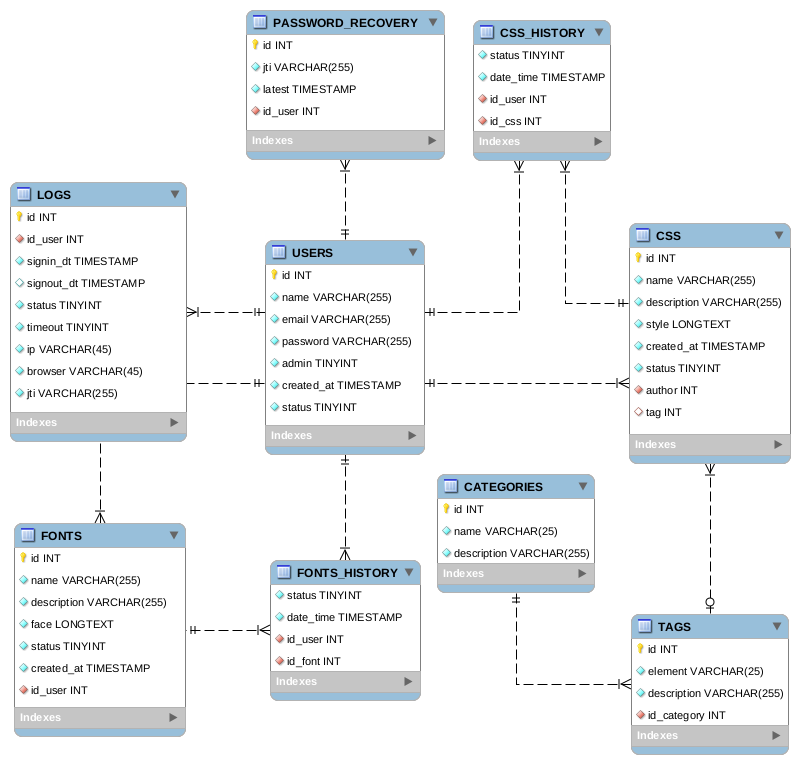 PASSWORD_RECOVERY
id INT
jti VARCHAR(255)
latest TIMESTAMP
id_user INT
Indexes
CSS_HISTORY
status TINYINT
date_time TIMESTAMP
id_user INT
id_css INT
Indexes
LOGS
id INT
id_user INT
signin_dt TIMESTAMP
signout_dt TIMESTAMP
status TINYINT
timeout TINYINT
ip VARCHAR(45)
browser VARCHAR(45)
jti VARCHAR(255)
Indexes
USERS
id INT
name VARCHAR(255)
email VARCHAR(255)
password VARCHAR(255)
admin TINYINT
created_at TIMESTAMP
status TINYINT
Indexes
CSS
id INT
name VARCHAR(255)
description VARCHAR(255)
style LONGTEXT
created_at TIMESTAMP
status TINYINT
author INT
tag INT
Indexes
FONTS
id INT
name VARCHAR(255)
description VARCHAR(255)
face LONGTEXT
status TINYINT
created_at TIMESTAMP
id_user INT
Indexes
FONTS_HISTORY
status TINYINT
date_time TIMESTAMP
id_user INT
id_font INT
Indexes
CATEGORIES
id INT
name VARCHAR(25)
description VARCHAR(255)
Indexes
TAGS
id INT
element VARCHAR(25)
description VARCHAR(255)
id_category INT
Indexes